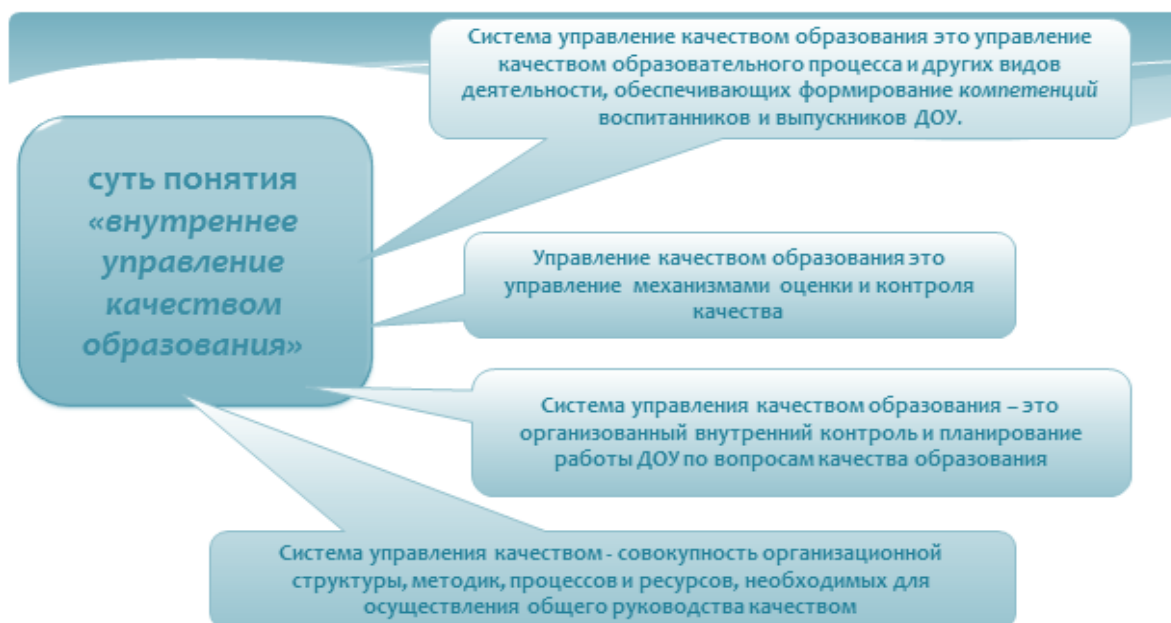 Система управление качеством образования это управление
качеством образовательного процесса и других видов
деятельности, обеспечивающих формирование компетенций
воспитанников и выпускников ДОУ.
суть понятия
«внутреннее
управление
качеством
образования»
Управление качеством образования это
управление механизмами оценки и контроля
качества
Система управления качеством образования – это
организованный внутренний контроль и планирование
работы ДОУ по вопросам качества образования
Система управления качеством - совокупность организационной
структуры, методик, процессов и ресурсов, необходимых для
осуществления общего руководства качеством